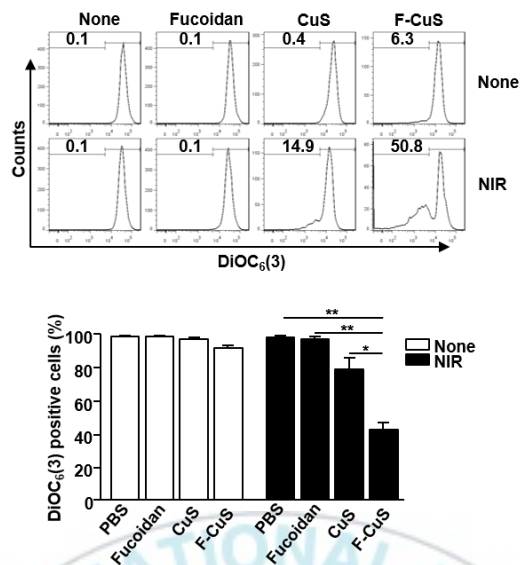 None Fucoidan CuS F-CuS
0.1 0.1 0.4 6.3
None
0.1 0.1 14.9 50.8
NIR
Counts
DiOC6(3)
** 
**
*
None
NIR
DiOC6(3) positive cells (%)
100
80
60
40
20
0
PBS Fucoidan CuS F-CuS PBS Fucoidan CuS F-CuS
ATIONAL